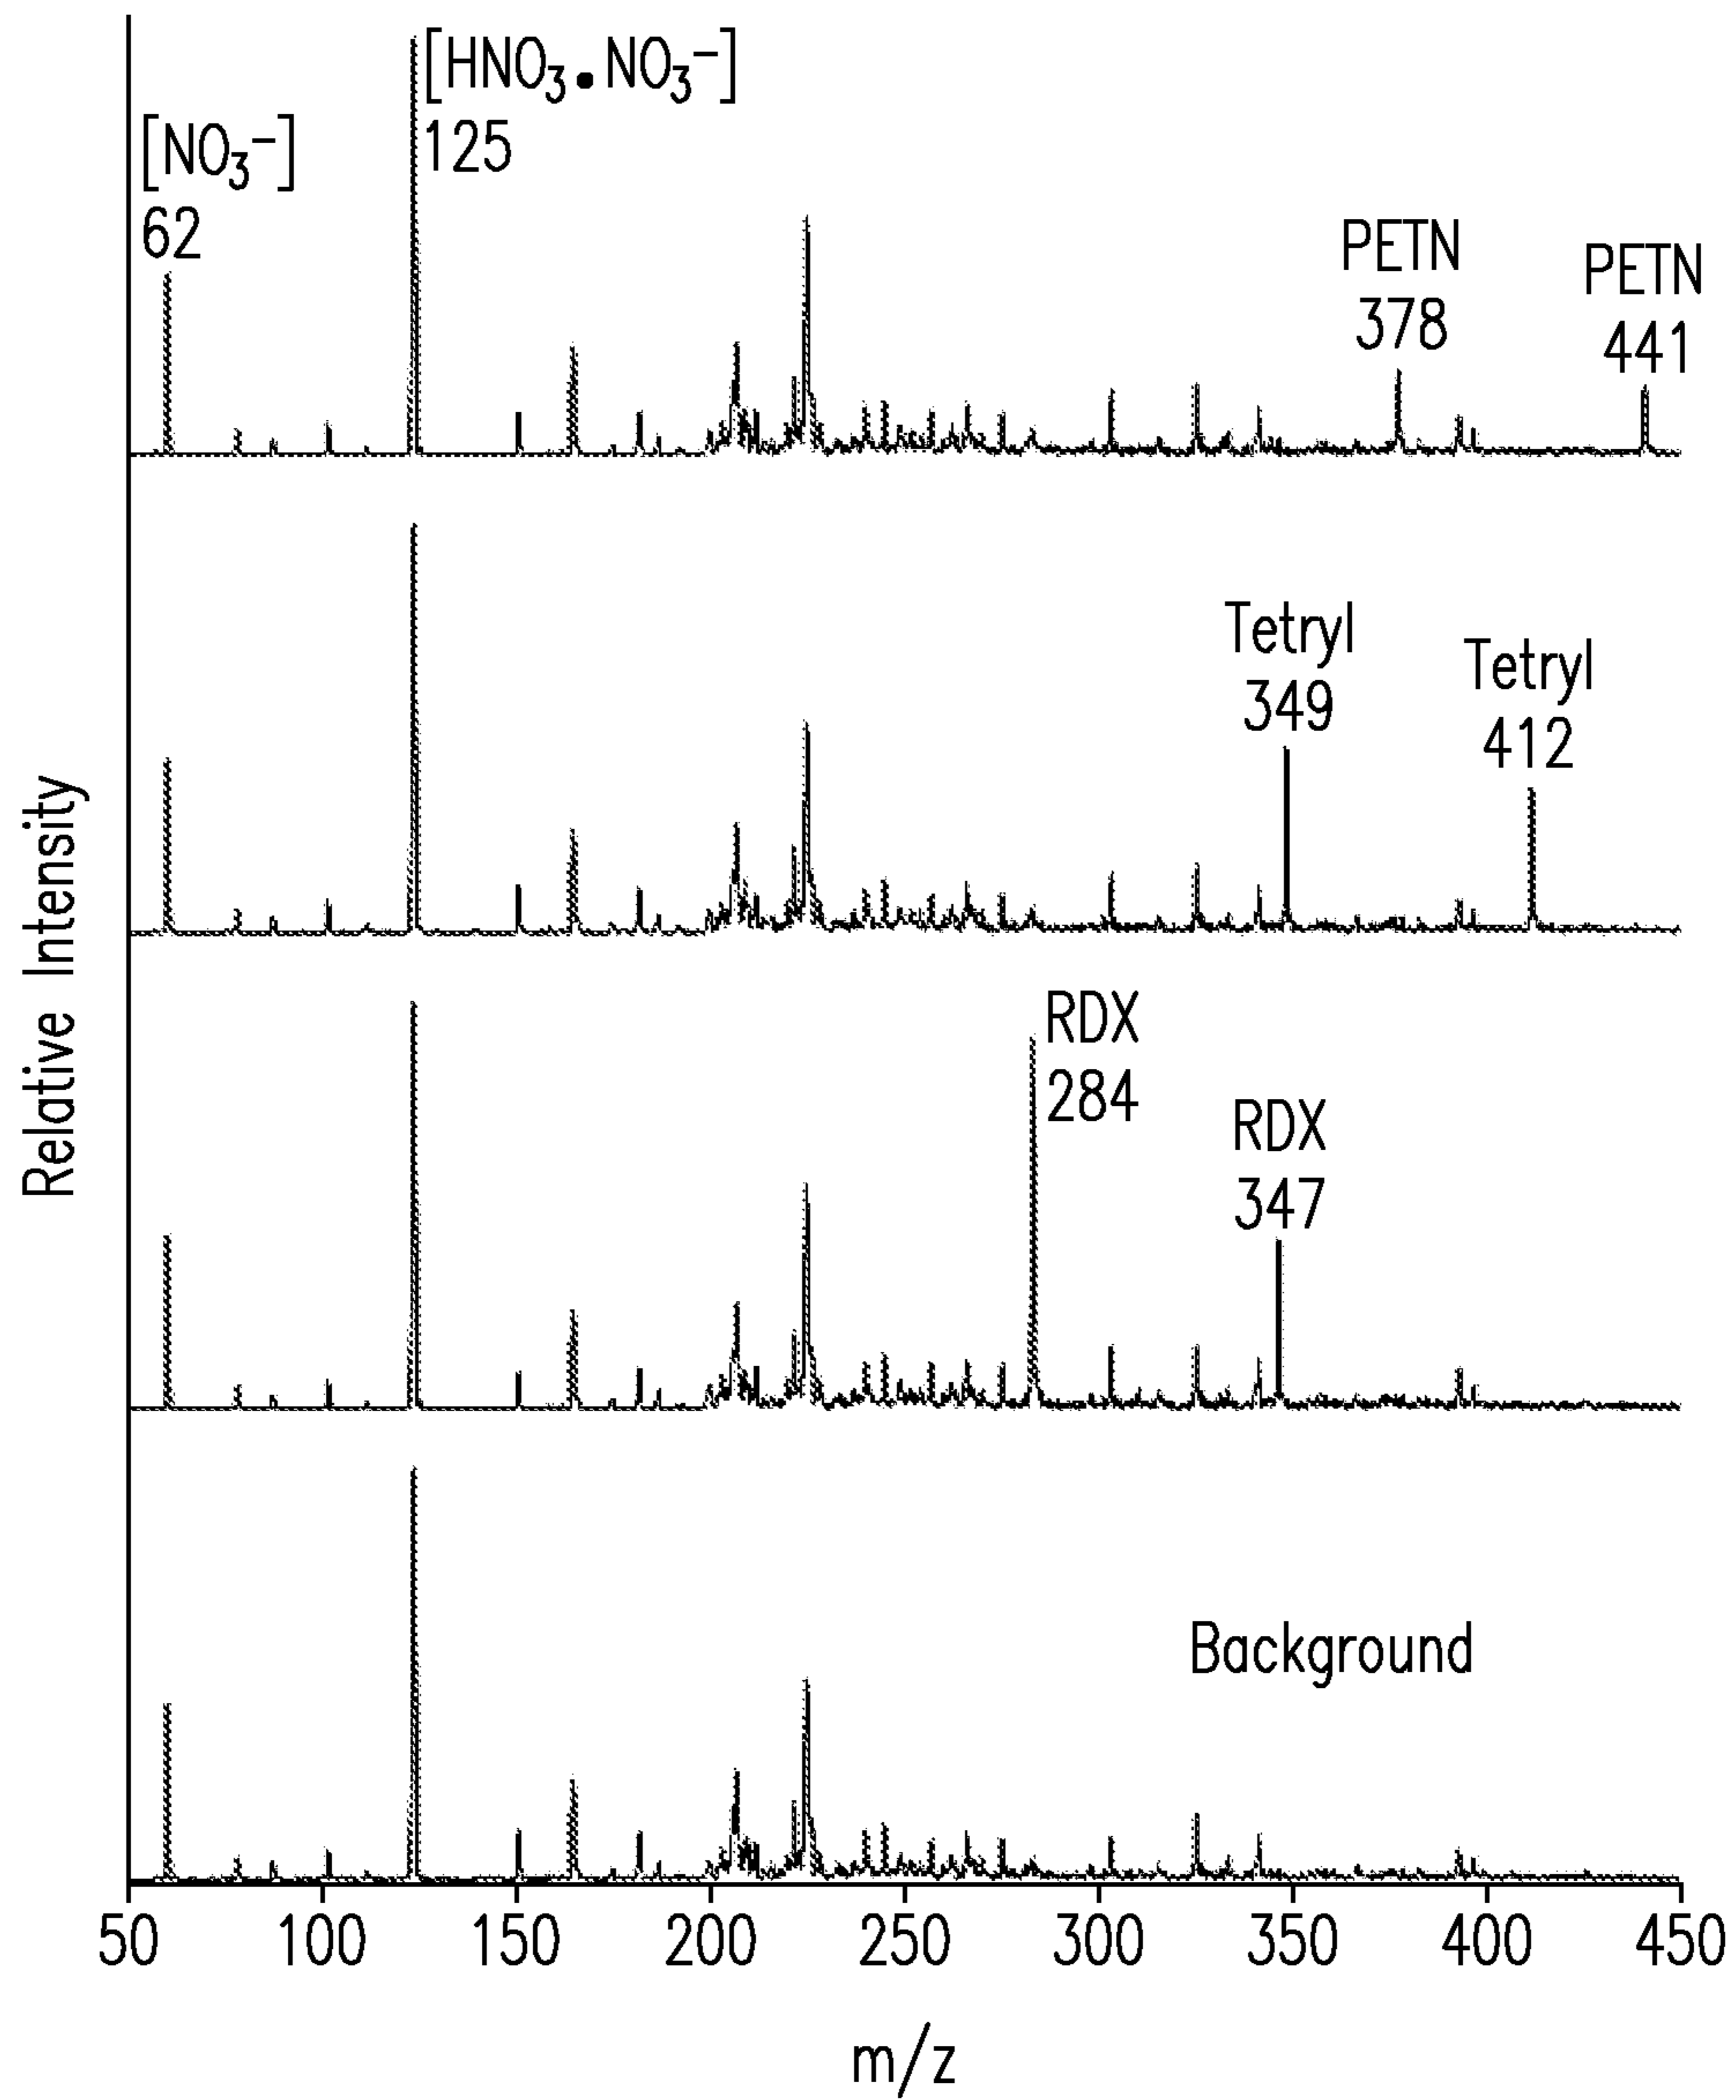 [HNO₃•NO₃⁻]
125
[NO₃⁻]
62
PETN
378
PETN
441
Tetryl
349
Tetryl
412
RDX
284
RDX
347
Background
Relative Intensity
50 100 150 200 250 300 350 400 450
m/z